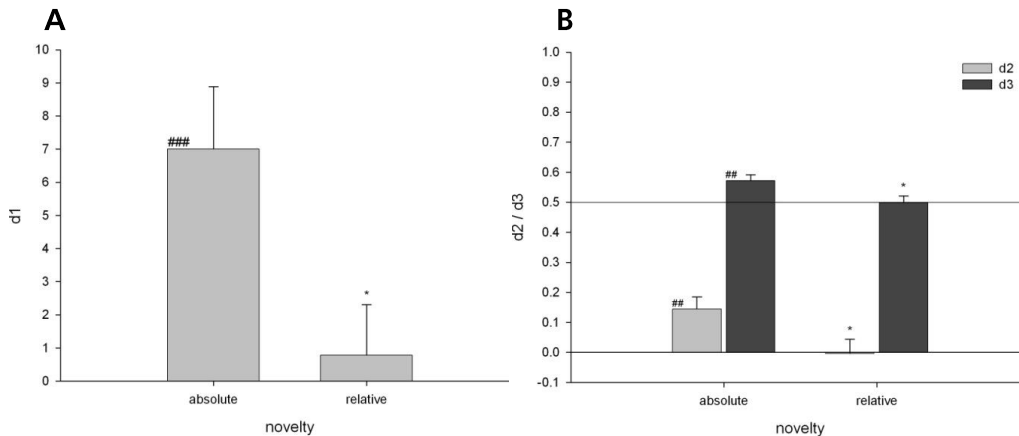 A
10
9
8
7
6
5
4
3
2
1
0
d1
###
*
absolute relative
novelty
B
1.0
0.9
0.8
0.7
0.6
0.5
0.4
0.3
0.2
0.1
0.0
-0.1
d2 / d3
d2
d3
##
##
*
*
absolute relative
novelty